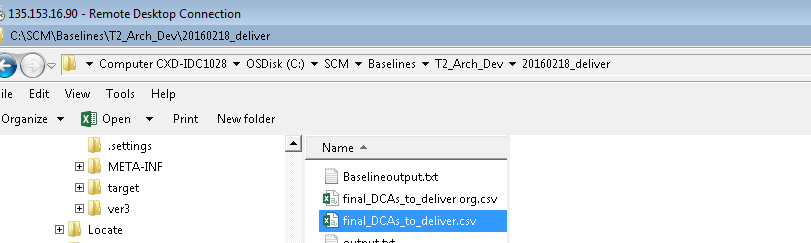 135.153.16.90 - Remote Desktop Connection
C:\SCM\Baselines\T2_Arch_Dev\20160218_deliver
Computer CXD-IDC1028 OSDisk (C:) SCM Baselines T2_Arch_Dev 20160218_deliver
ile Edit View Tools Help
Organize Open Print New folder
.settings
META-INF
target
ver3
Locate
Name
Baselineoutput.txt
final_DCAs_to_deliver org.csv
final_DCAs_to_deliver.csv
output.txt